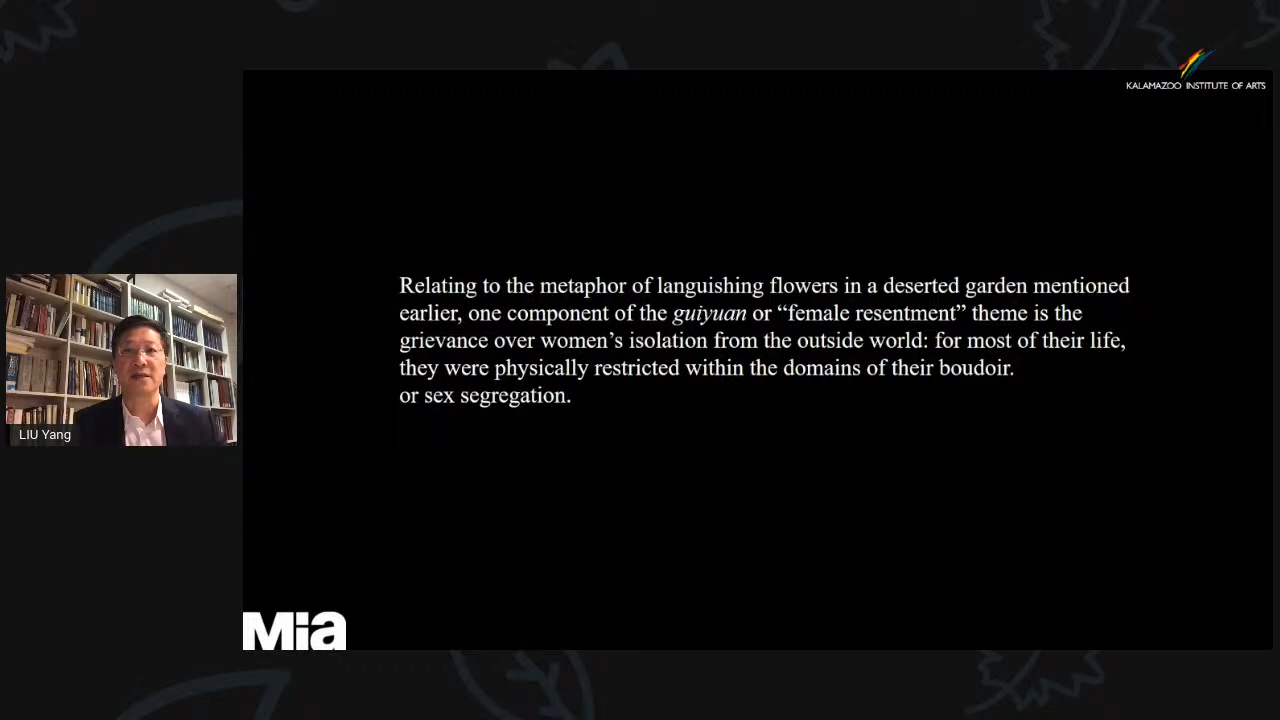 KALAMAZOO INSTITUTE OF ARTS
Relating to the metaphor of languishing flowers in a deserted garden mentioned
earlier, one component of the guiyuan or “female resentment” theme is the
grievance over women’s isolation from the outside world: for most of their life,
they were physically restricted within the domains of their boudoir.
or sex segregation.
LIU Yang
Mia